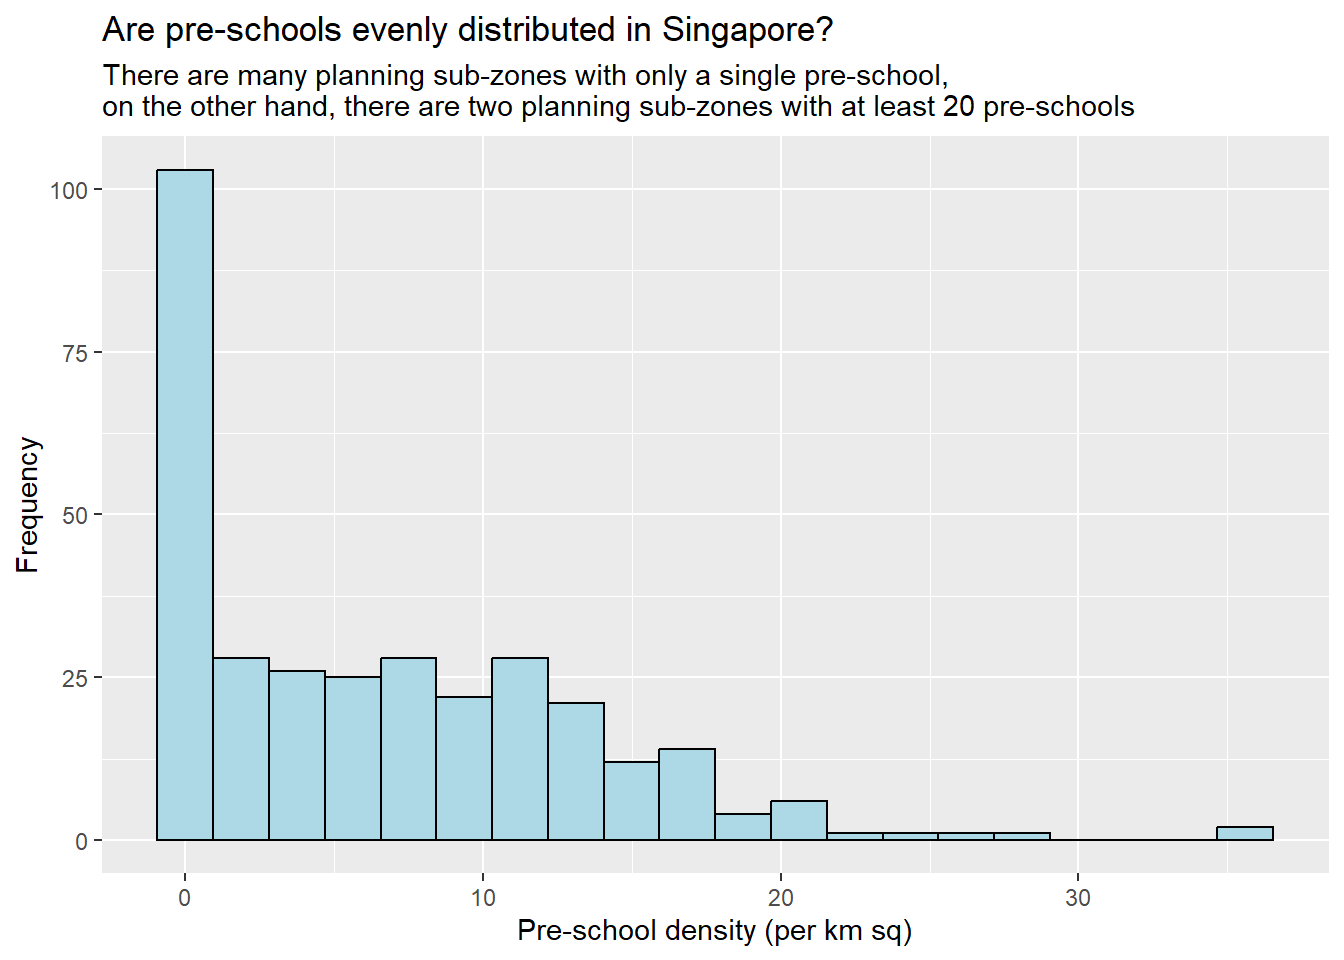 Are pre-schools evenly distributed in Singapore?
There are many planning sub-zones with only a single pre-school,
on the other hand, there are two planning sub-zones with at least 20 pre-schools
100
75
50
25
0
Frequency
0 10 20 30
Pre-school density (per km sq)